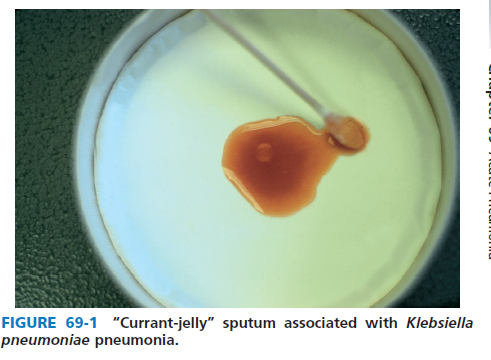 FIGURE 69-1 "Currant-jelly" sputum associated with Klebsiella
pneumoniae pneumonia.